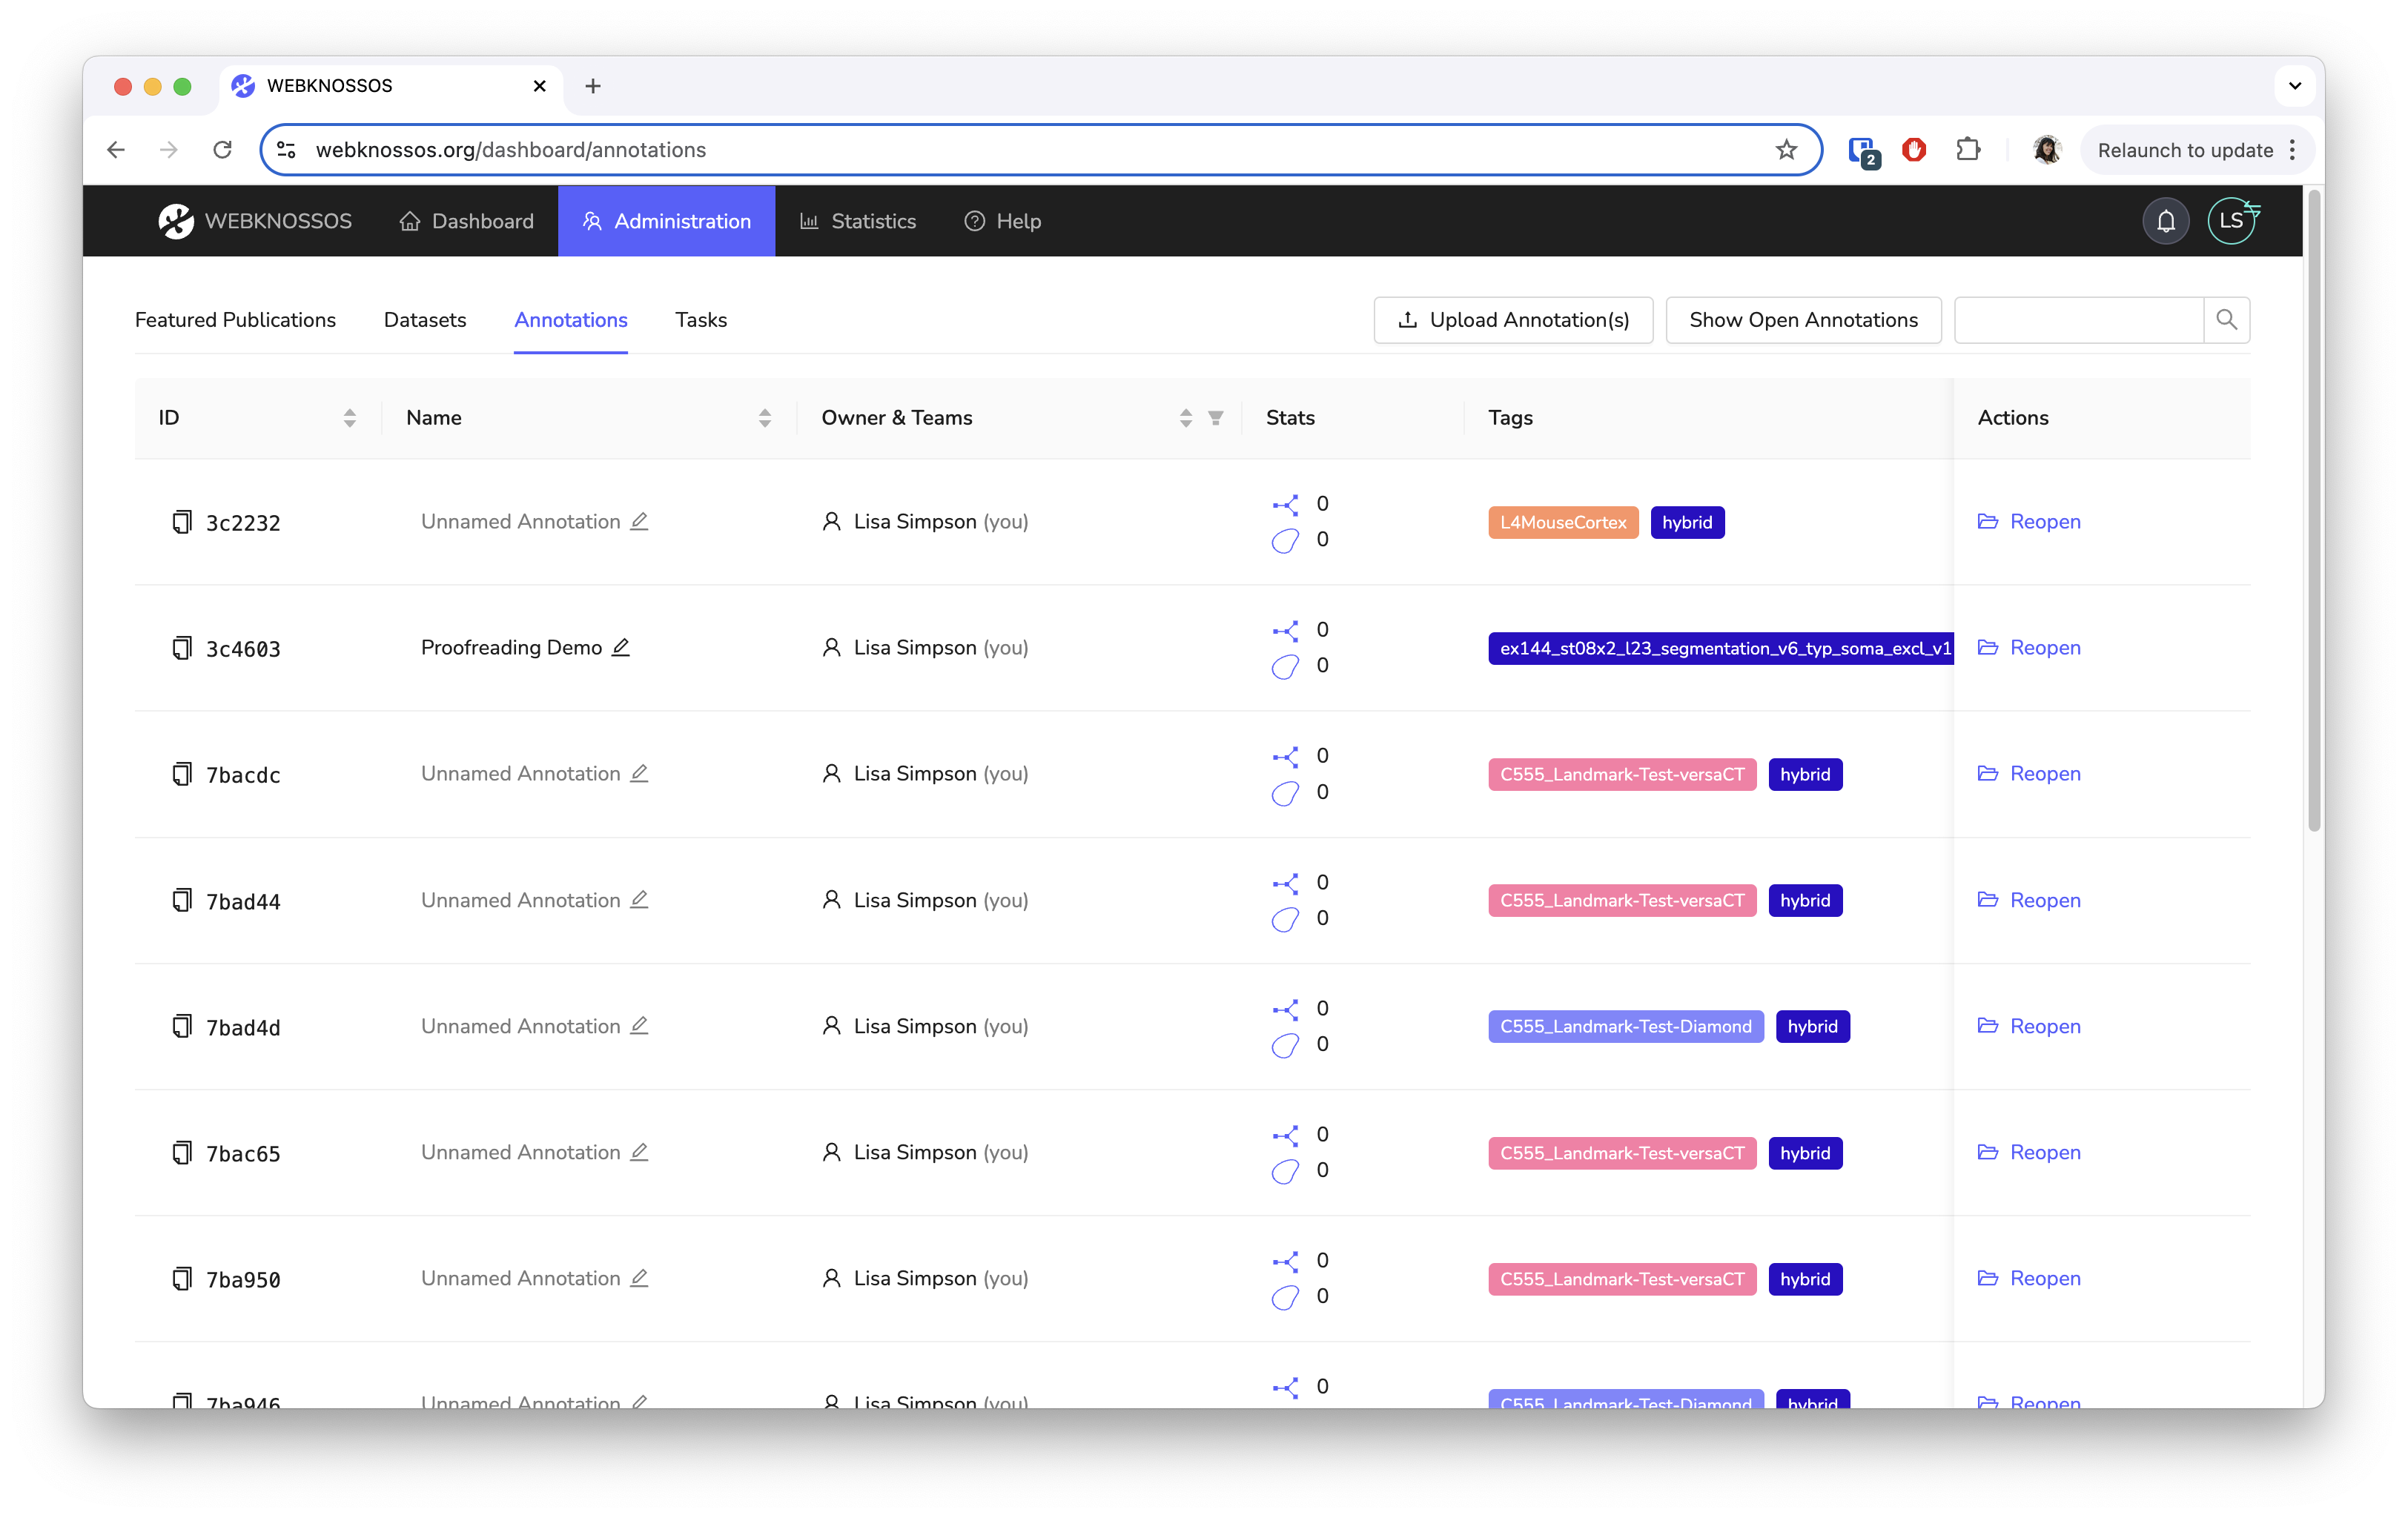 WEBKNOSSOS
webknossos.org/dashboard/annotations
2
Relaunch to update
WEBKNOSSOS Dashboard Administration Statistics Help LS
Featured Publications Datasets Annotations Tasks Upload Annotation(s) Show Open Annotations
ID Name Owner & Teams Stats Tags Actions
0
3c2232 Unnamed Annotation Lisa Simpson (you) L4MouseCortex hybrid Reopen
0
0
3c4603 Proofreading Demo Lisa Simpson (you) ex144_st08x2_l23_segmentation_v6_typ_soma_excl_v1 Reopen
0
0
7bacdc Unnamed Annotation Lisa Simpson (you) C555_Landmark-Test-versaCT hybrid Reopen
0
0
7bad44 Unnamed Annotation Lisa Simpson (you) C555_Landmark-Test-versaCT hybrid Reopen
0
0
7bad4d Unnamed Annotation Lisa Simpson (you) C555_Landmark-Test-Diamond hybrid Reopen
0
0
7bac65 Unnamed Annotation Lisa Simpson (you) C555_Landmark-Test-versaCT hybrid Reopen
0
0
7ba950 Unnamed Annotation Lisa Simpson (you) C555_Landmark-Test-versaCT hybrid Reopen
0
0
7ba946 Unnamed Annotation Lisa Simpson (you) C555_Landmark-Test-Diamond hybrid Reopen